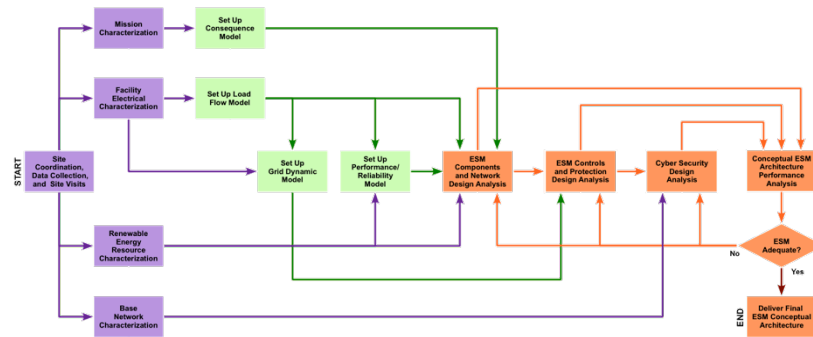 Mission
Characterization
Set Up
Consequence
Model
Facility
Electrical
Characterization
Set Up Load
Flow Model
START
Site
Coordination,
Data Collection,
and Site Visits
Set Up
Grid Dynamic
Model
Set Up
Performance/
Reliability Model
ESM
Components
and Network
Design Analysis
ESM Controls
and Protection
Design Analysis
Cyber Security
Design
Analysis
Conceptual ESM
Architecture
Performance
Analysis
Renewable
Energy
Resource
Characterization
ESM
Adequate?
No
Yes
Base
Network
Characterization
END
Deliver Final
ESM Conceptual
Architecture